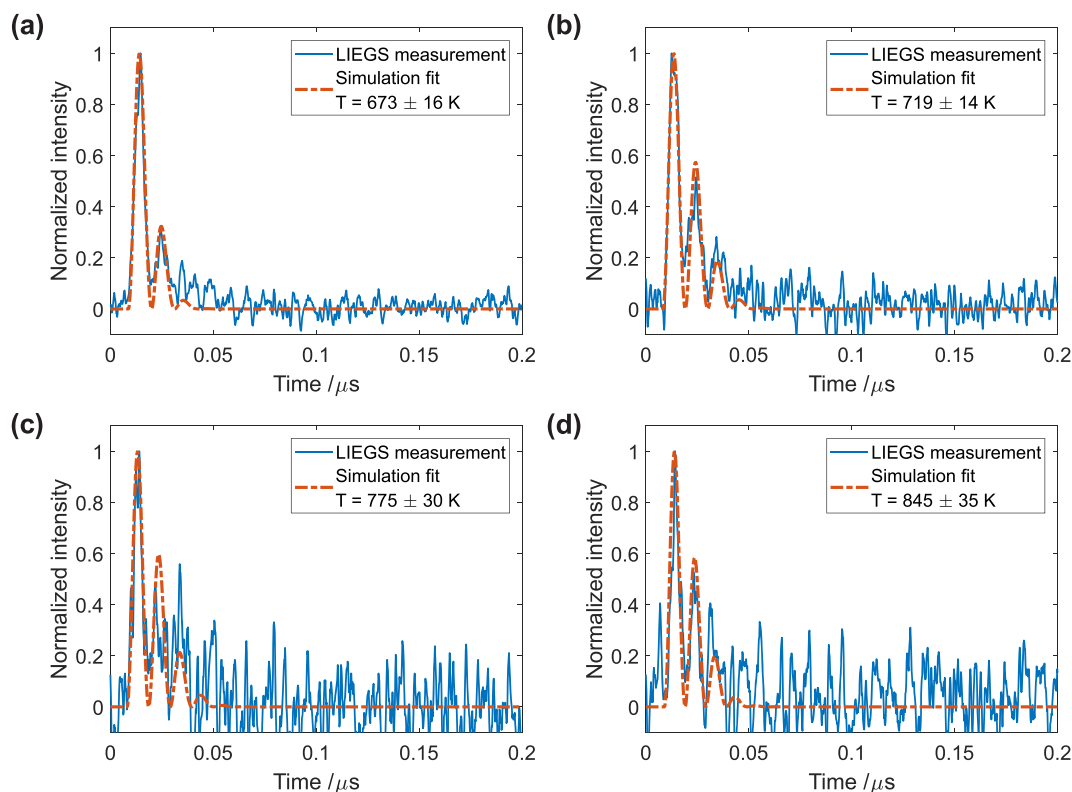 (a)
1
0.8
0.6
0.4
0.2
0
Normalized intensity
LIEGS measurement
Simulation fit
T = 673 ± 16 K
0 0.05 0.1 0.15 0.2
Time /μs
(b)
1
0.8
0.6
0.4
0.2
0
Normalized intensity
LIEGS measurement
Simulation fit
T = 719 ± 14 K
0 0.05 0.1 0.15 0.2
Time /μs
(c)
1
0.8
0.6
0.4
0.2
0
Normalized intensity
LIEGS measurement
Simulation fit
T = 775 ± 30 K
0 0.05 0.1 0.15 0.2
Time /μs
(d)
1
0.8
0.6
0.4
0.2
0
Normalized intensity
LIEGS measurement
Simulation fit
T = 845 ± 35 K
0 0.05 0.1 0.15 0.2
Time /μs